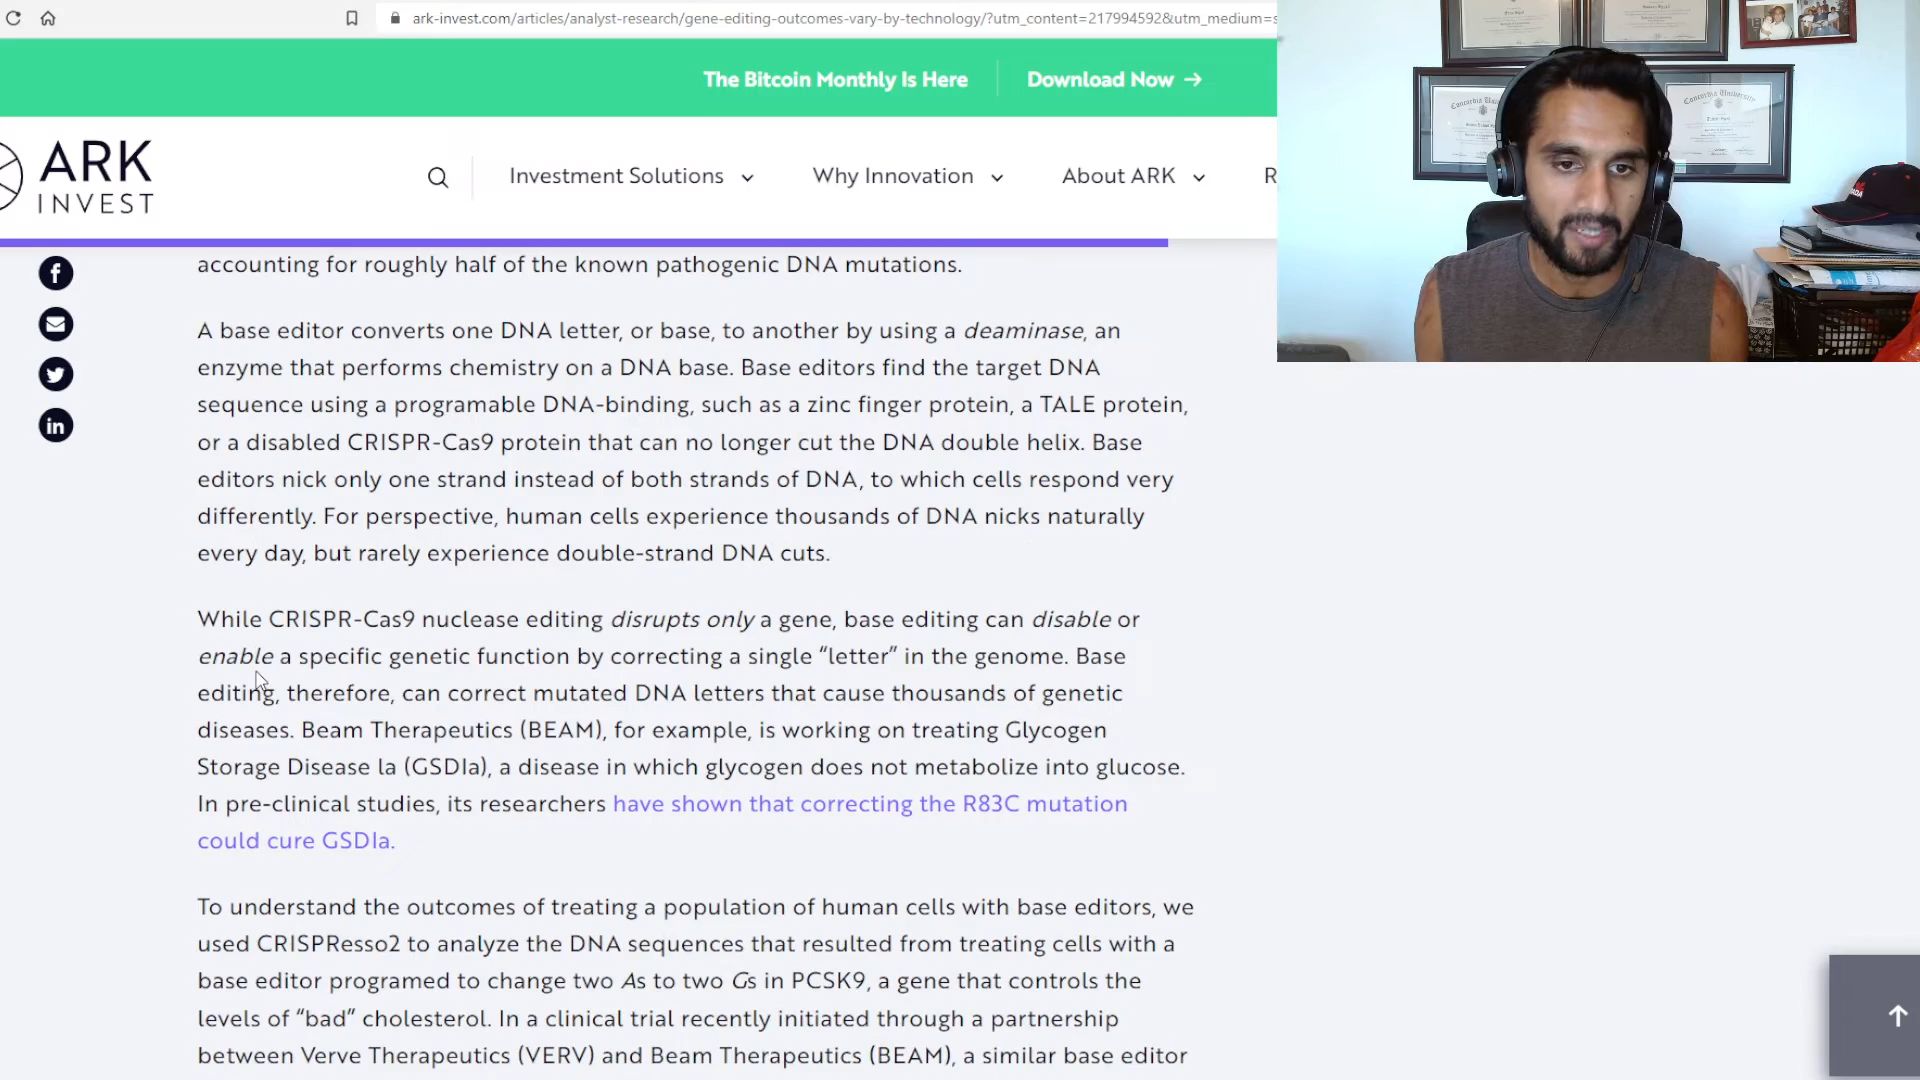 ark-invest.com/articles/analyst-research/gene-editing-outcomes-vary-by-technology/?utm_content=217994592&utm_medium=s
The Bitcoin Monthly Is Here
Download Now →
ARK
INVEST
Investment Solutions
Why Innovation
About ARK
R
accounting for roughly half of the known pathogenic DNA mutations.
A base editor converts one DNA letter, or base, to another by using a deaminase, an
enzyme that performs chemistry on a DNA base. Base editors find the target DNA
sequence using a programable DNA-binding, such as a zinc finger protein, a TALE protein,
or a disabled CRISPR-Cas9 protein that can no longer cut the DNA double helix. Base
editors nick only one strand instead of both strands of DNA, to which cells respond very
differently. For perspective, human cells experience thousands of DNA nicks naturally
every day, but rarely experience double-strand DNA cuts.
While CRISPR-Cas9 nuclease editing disrupts only a gene, base editing can disable or
enable a specific genetic function by correcting a single “letter” in the genome. Base
editing, therefore, can correct mutated DNA letters that cause thousands of genetic
diseases. Beam Therapeutics (BEAM), for example, is working on treating Glycogen
Storage Disease la (GSDIa), a disease in which glycogen does not metabolize into glucose.
In pre-clinical studies, its researchers have shown that correcting the R83C mutation
could cure GSDIa.
To understand the outcomes of treating a population of human cells with base editors, we
used CRISPResso2 to analyze the DNA sequences that resulted from treating cells with a
base editor programed to change two As to two Gs in PCSK9, a gene that controls the
levels of “bad” cholesterol. In a clinical trial recently initiated through a partnership
between Verve Therapeutics (VERV) and Beam Therapeutics (BEAM), a similar base editor
Concordia University